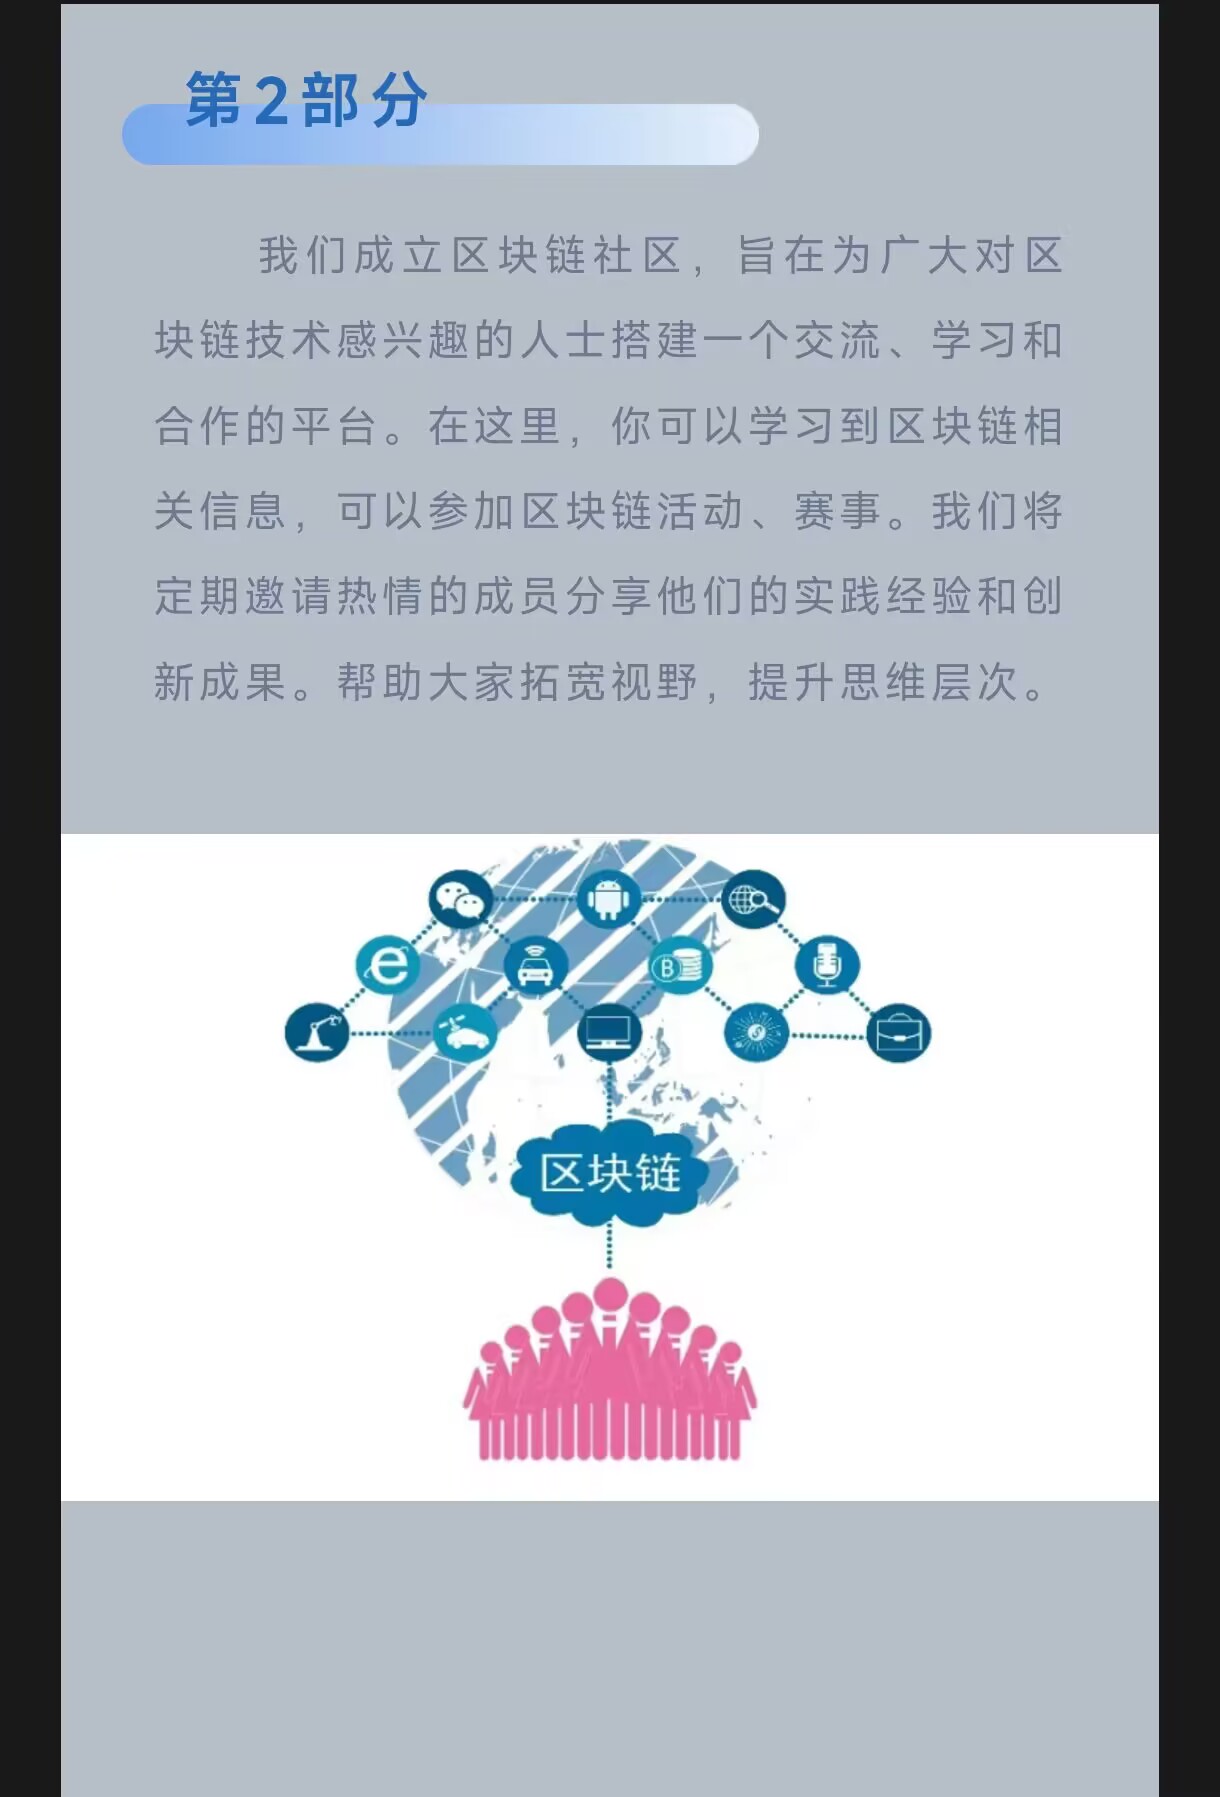 第2部分
我们成立区块链社区，旨在为广大对区
块链技术感兴趣的人士搭建一个交流、学习和
合作的平台。在这里，你可以学习到区块链相
关信息，可以参加区块链活动、赛事。我们将
定期邀请热情的成员分享他们的实践经验和创
新成果。帮助大家拓宽视野，提升思维层次。
e
B
$
区块链